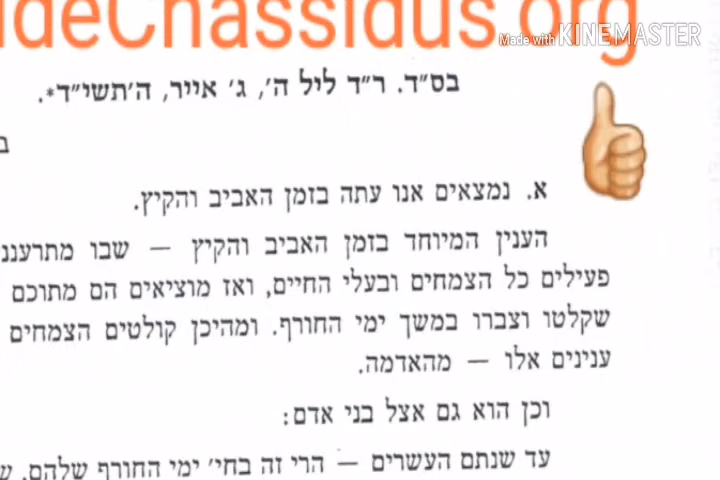 ideChassidus.org
Made with KINEMASTER
בס״ד. ר״ד ליל ה׳, ג׳ אייר, ה׳תשי״ד*.
א. נמצאים אנו עתה בזמן האביב והקיץ.
הענין המיוחד בזמן האביב והקיץ — שבו מתרעננ
פעילים כל הצמחים ובעלי החיים, ואז מוציאים הם מתוכם
שקלטו וצברו במשך ימי החורף. ומהיכן קולטים הצמחים
ענינים אלו — מהאדמה.
וכן הוא גם אצל בני אדם:
עד שנתם העשרים — הרי זה בחי׳ ימי החורף שלהם,